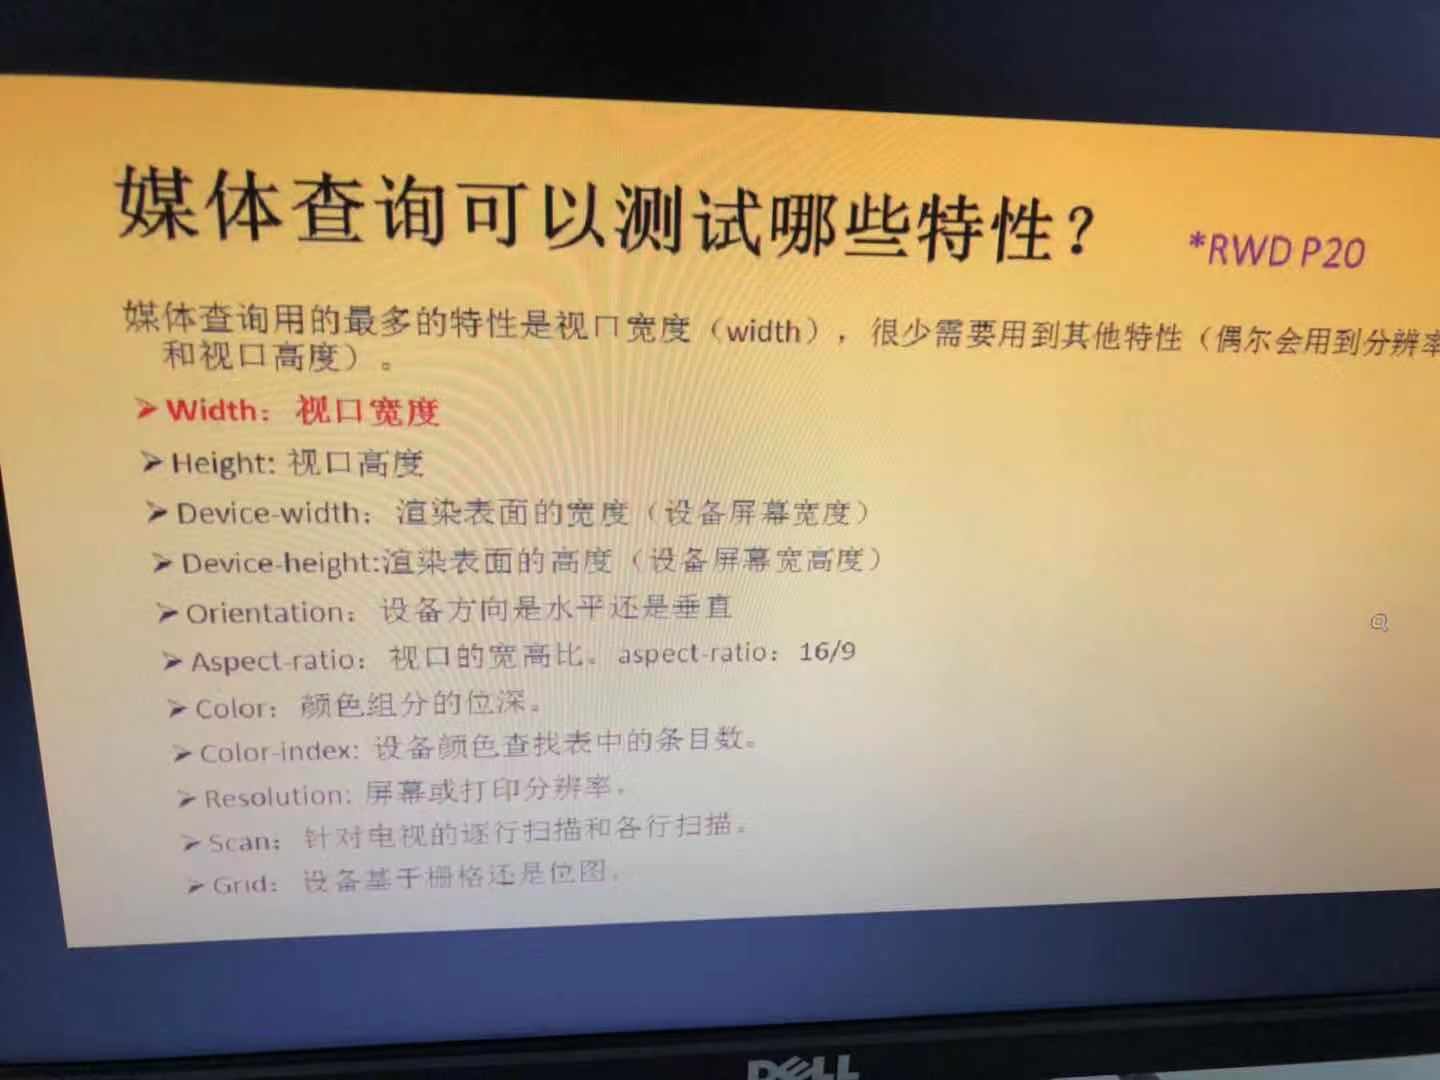 媒体查询可以测试哪些特性？
*RWD P20
媒体查询用的最多的特性是视口宽度（width），很少需要用到其他特性（偶尔会用到分辨率
和视口高度）。
➢Width：视口宽度
➢Height: 视口高度
➢Device-width：渲染表面的宽度（设备屏幕宽度）
➢Device-height:渲染表面的高度（设备屏幕宽高度）
➢Orientation：设备方向是水平还是垂直
➢Aspect-ratio：视口的宽高比。aspect-ratio：16/9
➢Color：颜色组分的位深。
➢Color-index: 设备颜色查找表中的条目数。
➢Resolution: 屏幕或打印分辨率。
➢Scan：针对电视的逐行扫描和各行扫描。
➢Grid：设备基于栅格还是位图。
DELL